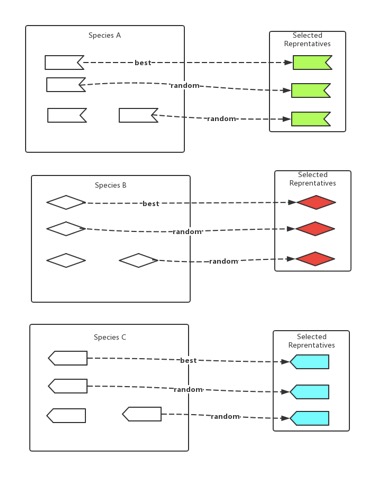 Species A
Selected
Reprentatives
best
random
random
Species B
Selected
Reprentatives
best
random
random
Species C
Selected
Reprentatives
best
random
random